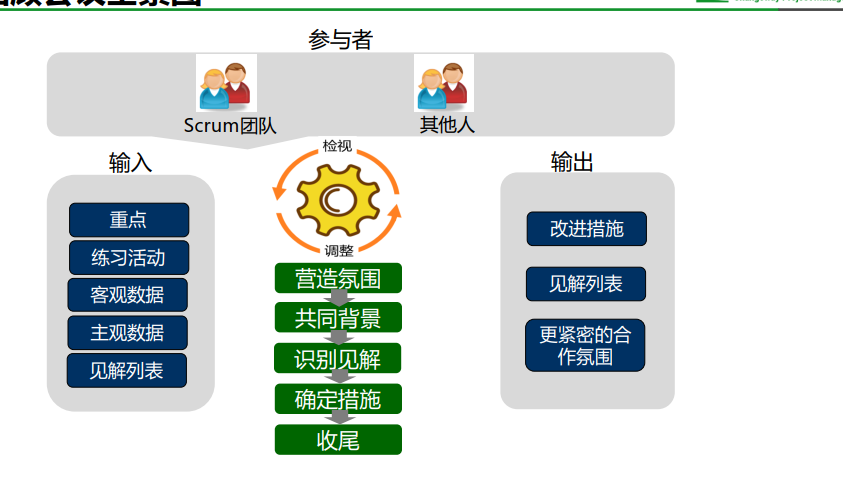 参与者
Scrum团队
其他人
输入
重点
练习活动
客观数据
主观数据
见解列表
检视
调整
营造氛围
共同背景
识别见解
确定措施
收尾
输出
改进措施
见解列表
更紧密的合
作氛围